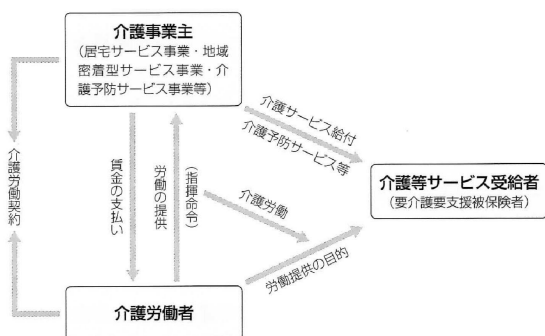 介護事業主
(居宅サービス事業・地域
密着型サービス事業・介
護予防サービス事業等)
介護サービス給付
介護予防サービス等
介護等サービス受給者
(要介護要支援被保険者)
介護労働契約
賃金の支払い
労働の提供
(指揮命令)
介護労働
労働提供の目的
介護労働者